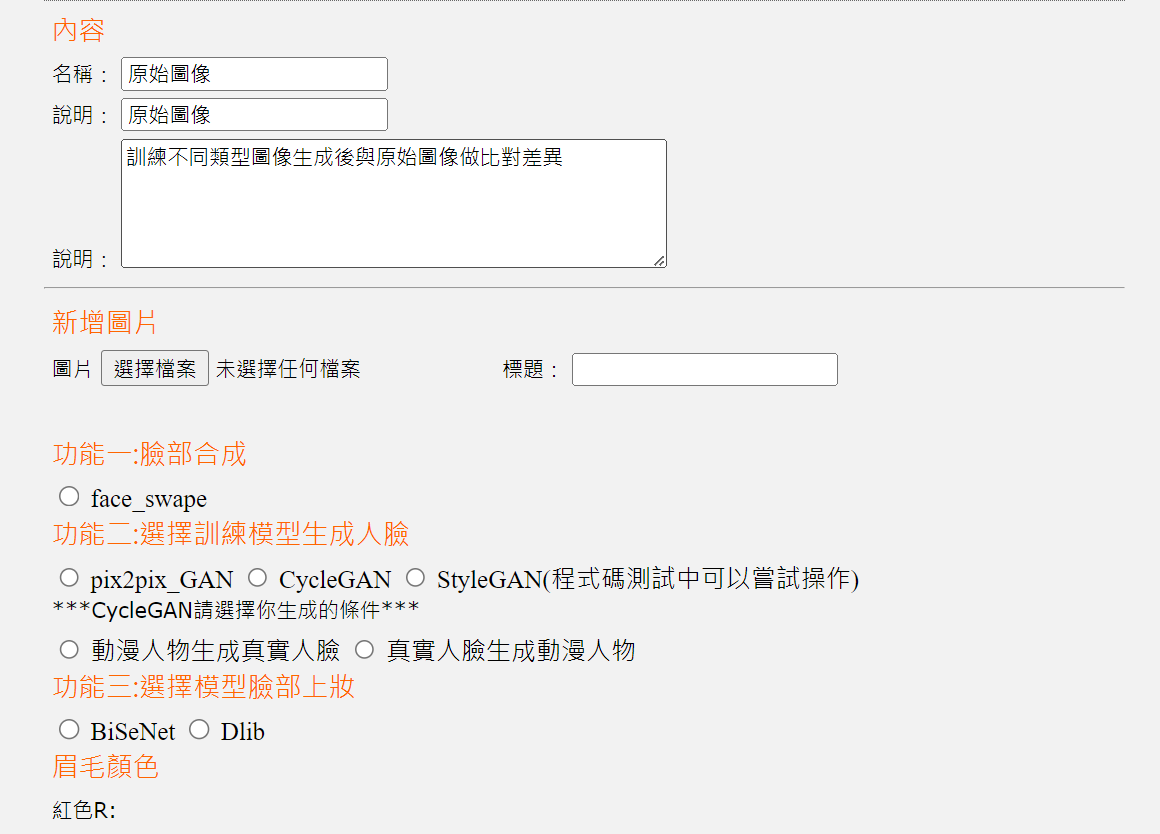 內容
名稱： 原始圖像
說明： 原始圖像
訓練不同類型圖像生成後與原始圖像做比對差異
說明：
新增圖片
圖片 選擇檔案 未選擇任何檔案 標題：
功能一:臉部合成
face_swape
功能二:選擇訓練模型生成人臉
pix2pix_GAN CycleGAN StyleGAN(程式碼測試中可以嘗試操作)
***CycleGAN請選擇你生成的條件***
動漫人物生成真實人臉 真實人臉生成動漫人物
功能三:選擇模型臉部上妝
BiSeNet Dlib
眉毛顏色
紅色R: